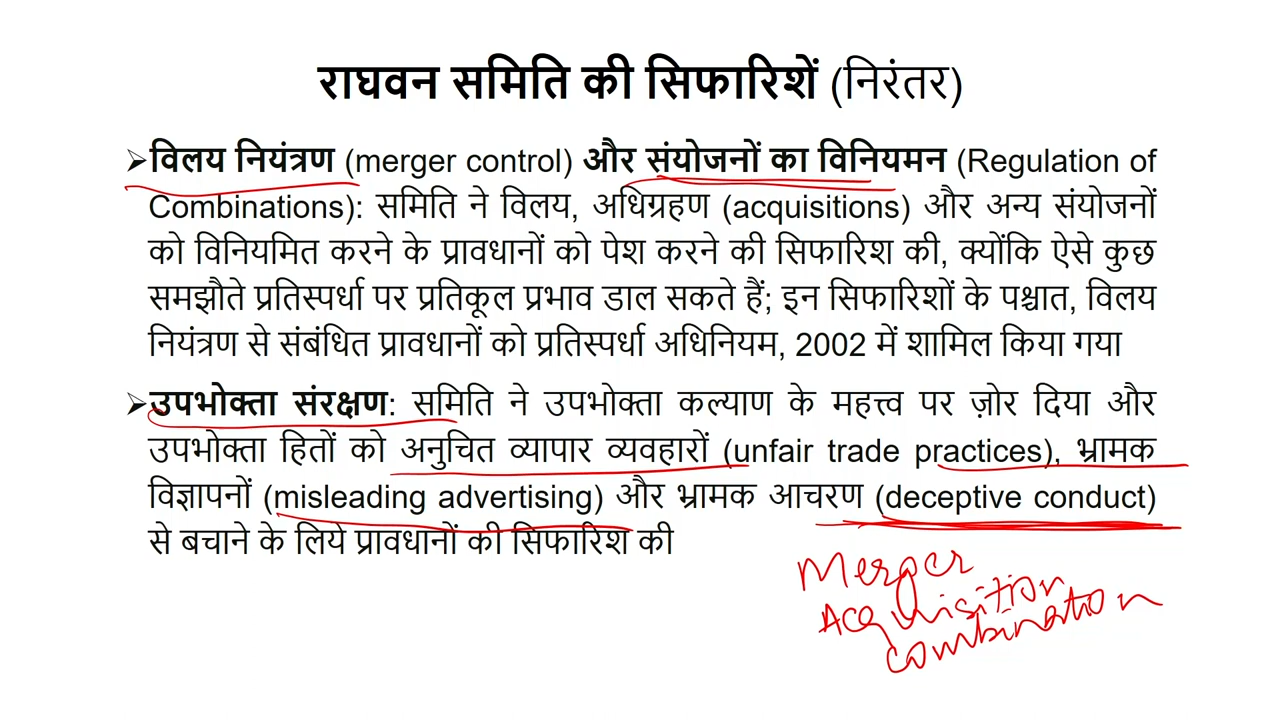 राघवन समिति की सिफारिशें (निरंतर)
➢विलय नियंत्रण (merger control) और संयोजनों का विनियमन (Regulation of
Combinations): समिति ने विलय, अधिग्रहण (acquisitions) और अन्य संयोजनों
को विनियमित करने के प्रावधानों को पेश करने की सिफारिश की, क्योंकि ऐसे कुछ
समझौते प्रतिस्पर्धा पर प्रतिकूल प्रभाव डाल सकते हैं; इन सिफारिशों के पश्चात, विलय
नियंत्रण से संबंधित प्रावधानों को प्रतिस्पर्धा अधिनियम, 2002 में शामिल किया गया
➢उपभोक्ता संरक्षण: समिति ने उपभोक्ता कल्याण के महत्त्व पर ज़ोर दिया और
उपभोक्ता हितों को अनुचित व्यापार व्यवहारों (unfair trade practices), भ्रामक
विज्ञापनों (misleading advertising) और भ्रामक आचरण (deceptive conduct)
से बचाने के लिये प्रावधानों की सिफारिश की
Merger
Acquisition
combination